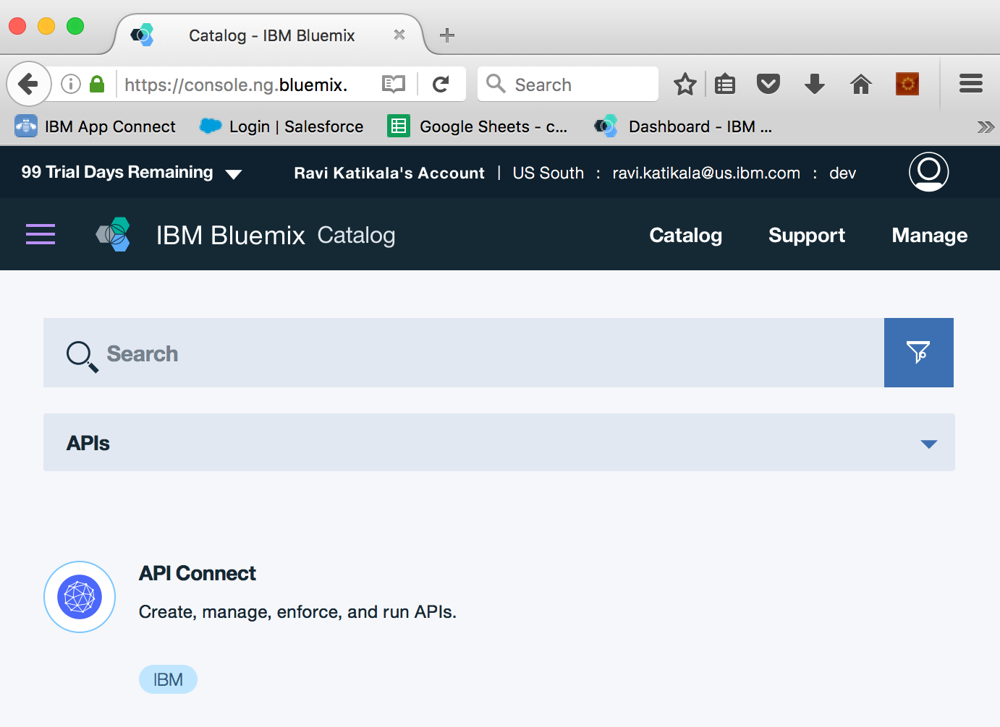 Catalog - IBM Bluemix
https://console.ng.bluemix.
Search
IBM App Connect
Login | Salesforce
Google Sheets - c...
Dashboard - IBM ...
99 Trial Days Remaining
Ravi Katikala's Account | US South : ravi.katikala@us.ibm.com : dev
IBM Bluemix Catalog
Catalog
Support
Manage
Search
APIs
API Connect
Create, manage, enforce, and run APIs.
IBM